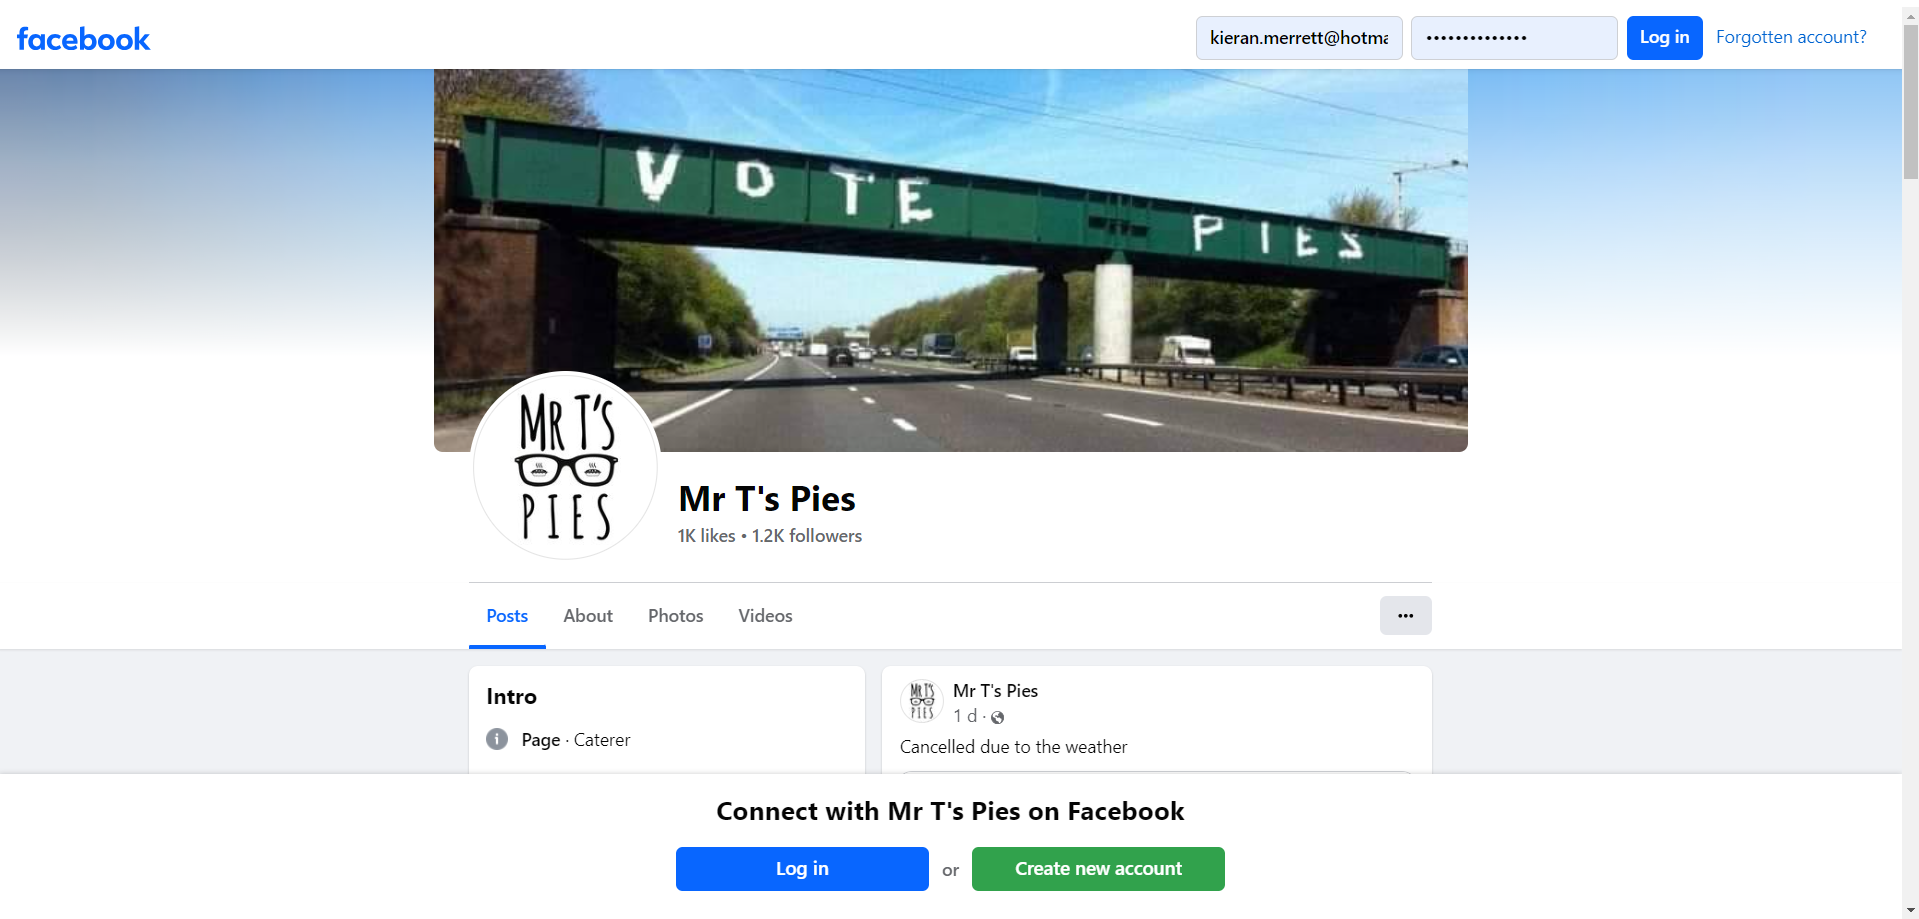 facebook
kieran.merrett@hotma
••••••••••••••
Log in
Forgotten account?
VOTE PIES
MR T'S
PIES
Mr T's Pies
1K likes • 1.2K followers
Posts
About
Photos
Videos
Intro
Page · Caterer
MR T'S
PIES
Mr T's Pies
1 d ·
Cancelled due to the weather
Connect with Mr T's Pies on Facebook
Log in
or
Create new account